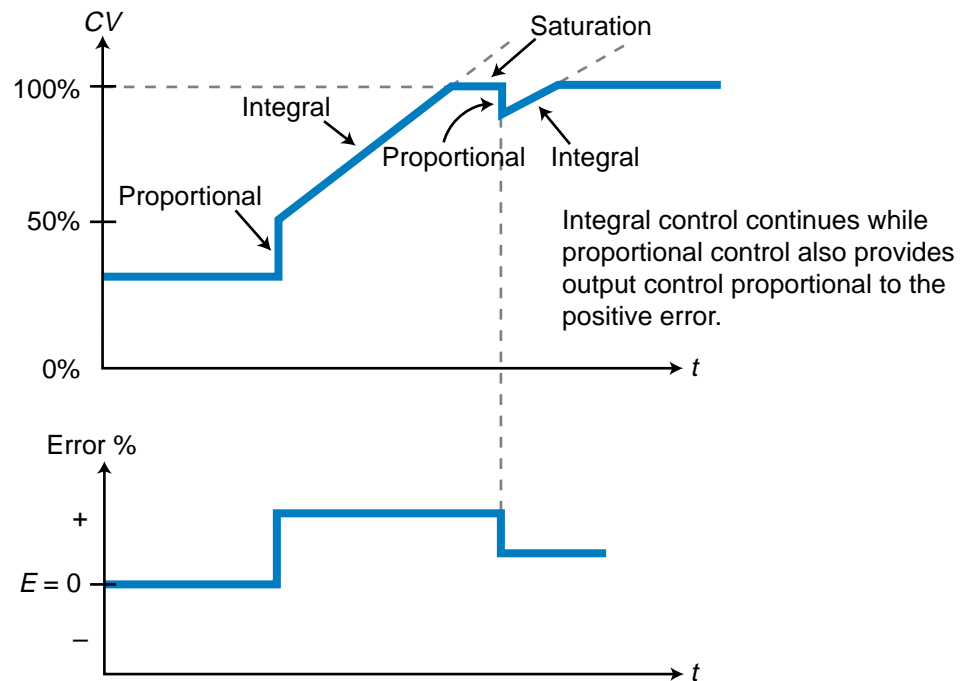 CV
Saturation
100%
Integral
Proportional
Integral
Proportional
50%
Integral control continues while
proportional control also provides
output control proportional to the
positive error.
0%
t
Error %
+
E = 0
–
t